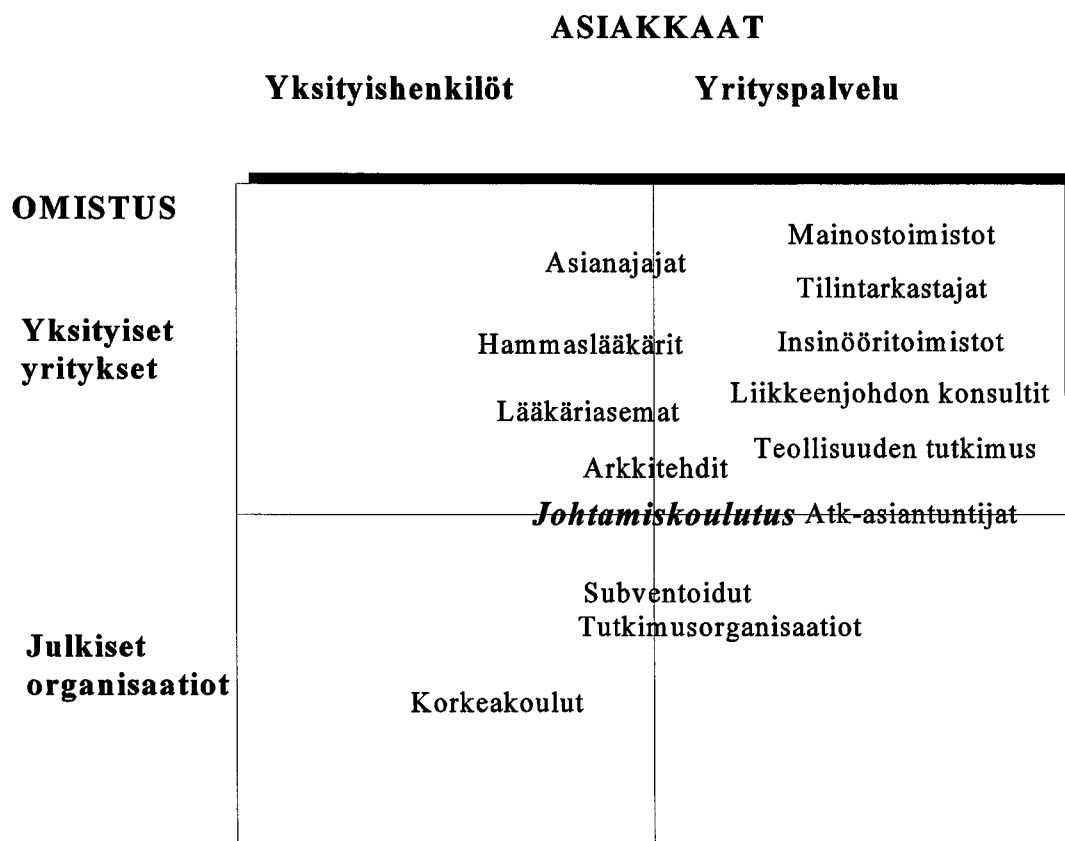 ASIAKKAAT
Yksityishenkilöt Yrityspalvelu
OMISTUS
Mainostoimistot
Asianajajat
Tilintarkastajat
Yksityiset
yritykset
Hammaslääkärit
Insinööritoimistot
Liikkeenjohdon konsultit
Lääkäriasemat
Teollisuuden tutkimus
Arkkitehdit
Johtamiskoulutus Atk-asiantuntijat
Subventoidut
Tutkimusorganisaatiot
Julkiset
organisaatiot
Korkeakoulut